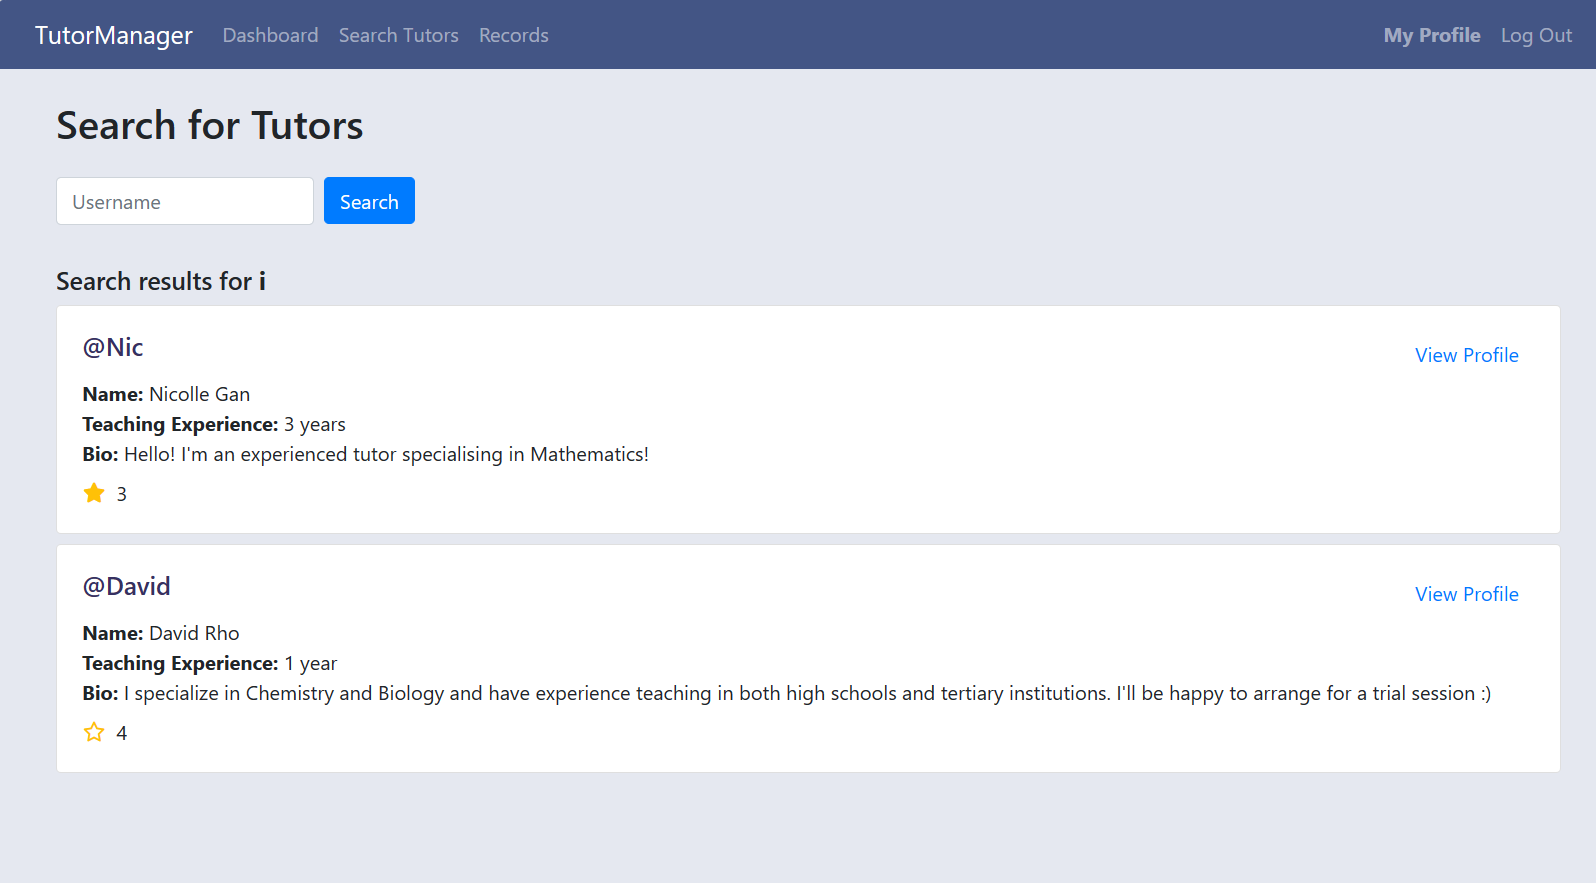 TutorManager Dashboard Search Tutors Records My Profile Log Out
Search for Tutors
Username Search
Search results for i
@Nic
View Profile
Name: Nicolle Gan
Teaching Experience: 3 years
Bio: Hello! I'm an experienced tutor specialising in Mathematics!
3
@David
View Profile
Name: David Rho
Teaching Experience: 1 year
Bio: I specialize in Chemistry and Biology and have experience teaching in both high schools and tertiary institutions. I'll be happy to arrange for a trial session :)
4